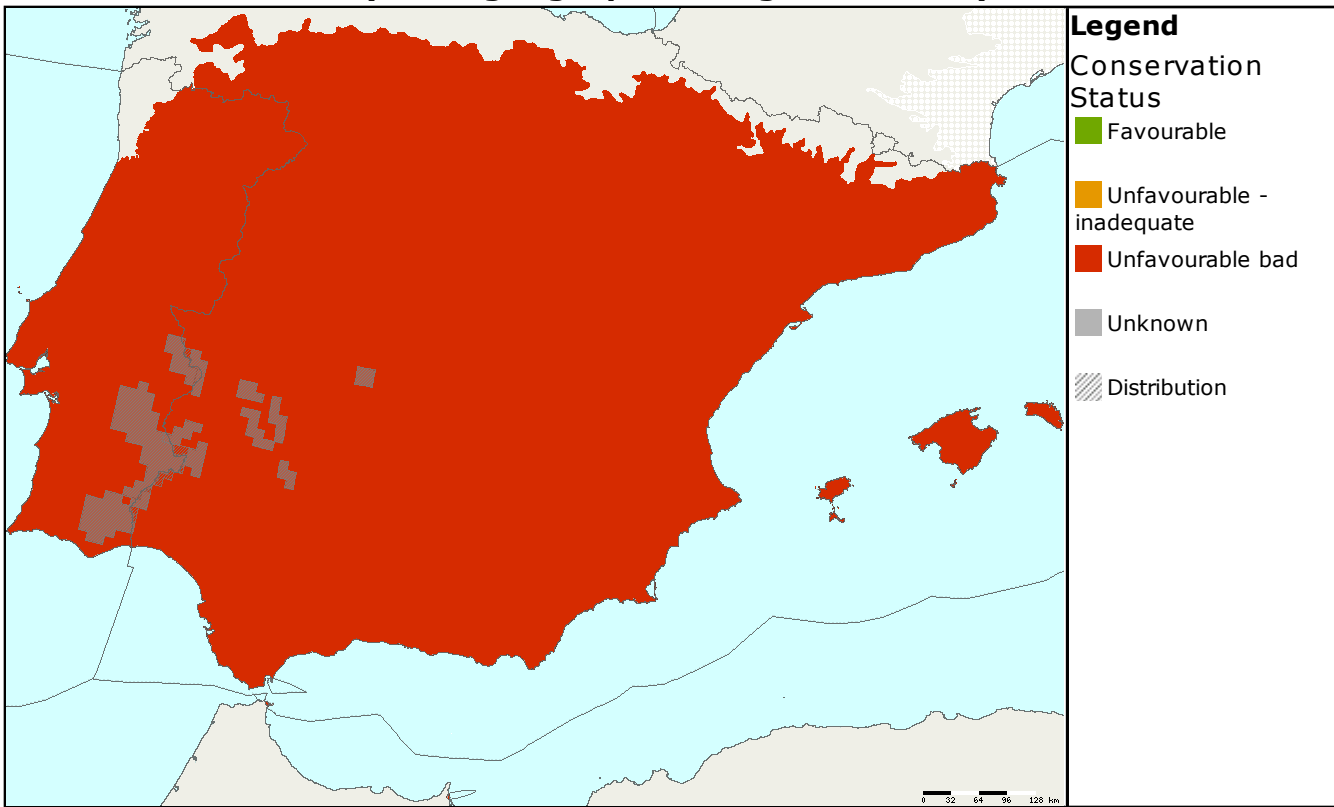 Legend
Conservation
Status
Favourable
Unfavourable -
inadequate
Unfavourable bad
Unknown
Distribution
0 32 64 96 128 km